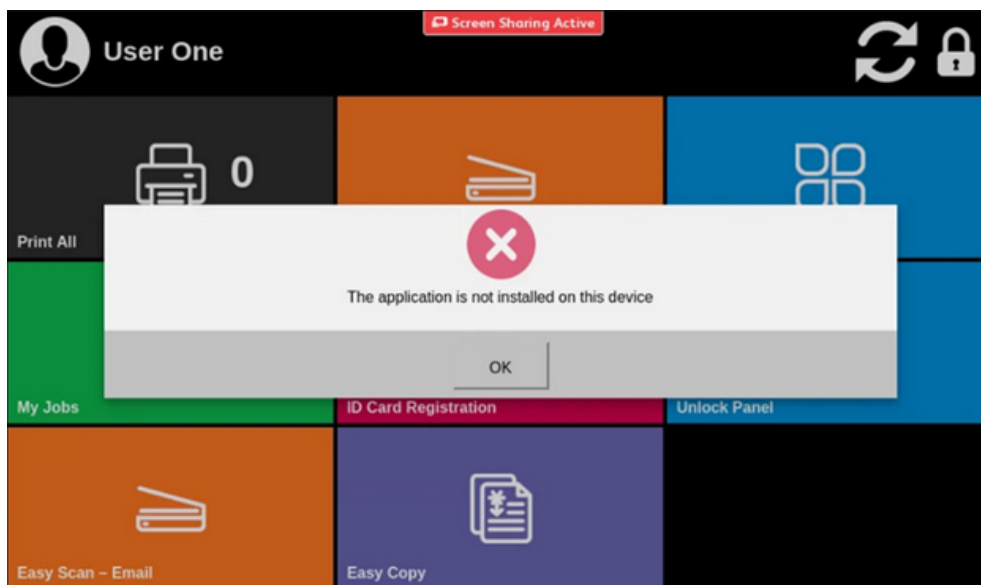 Screen Sharing Active
User One
0
Print All
The application is not installed on this device
OK
My Jobs
ID Card Registration
Unlock Panel
Easy Scan – Email
Easy Copy